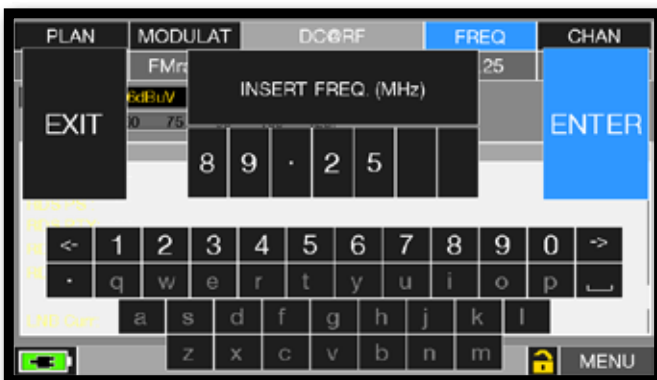 PLAN MODULAT DC@RF FREQ CHAN
FMra .25 25
INSERT FREQ. (MHz)
EXIT ENTER
6dBuV
75
8 9 . 2 5
<- 1 2 3 4 5 6 7 8 9 0 ->
. q w e r t y u i o p
a s d f g h j k l
z x c v b n m
MENU